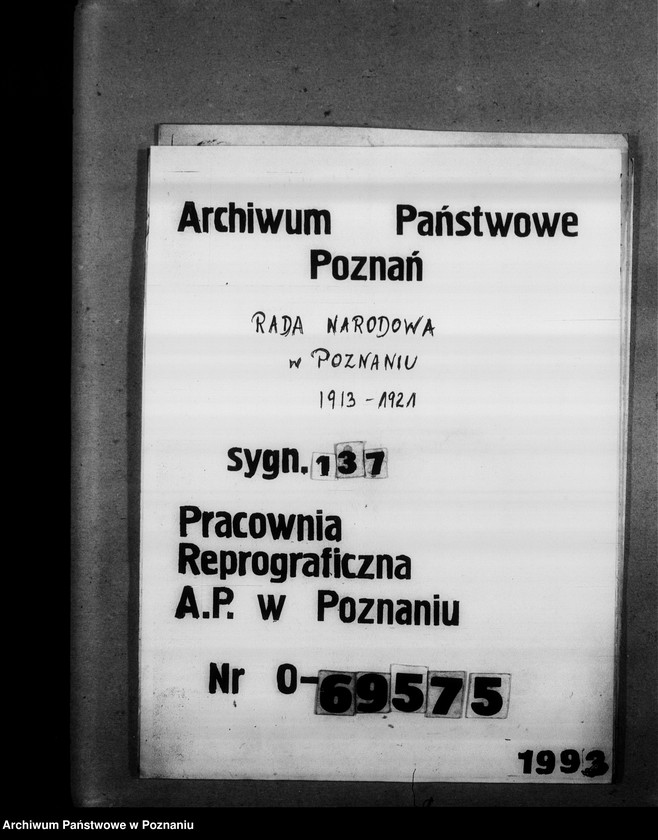 Archiwum Państwowe
Poznań
RADA NARODOWA
w POZNANIU
1913-1921
sygn. 137
Pracownia
Reprograficzna
A.P. w Poznaniu
Nr O-69575
1993
Archiwum Państwowe w Poznaniu